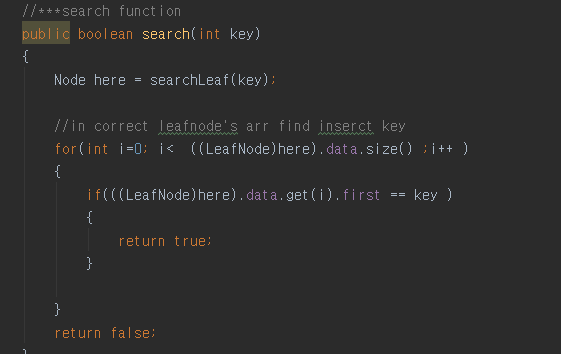 //***search function
public boolean search(int key)
{
Node here = searchLeaf(key);
//in correct leafnode's arr find inserct key
for(int i=0; i<  ((LeafNode)here).data.size() ;i++ )
{
if(((LeafNode)here).data.get(i).first == key )
{
return true;
}
}
return false;
}